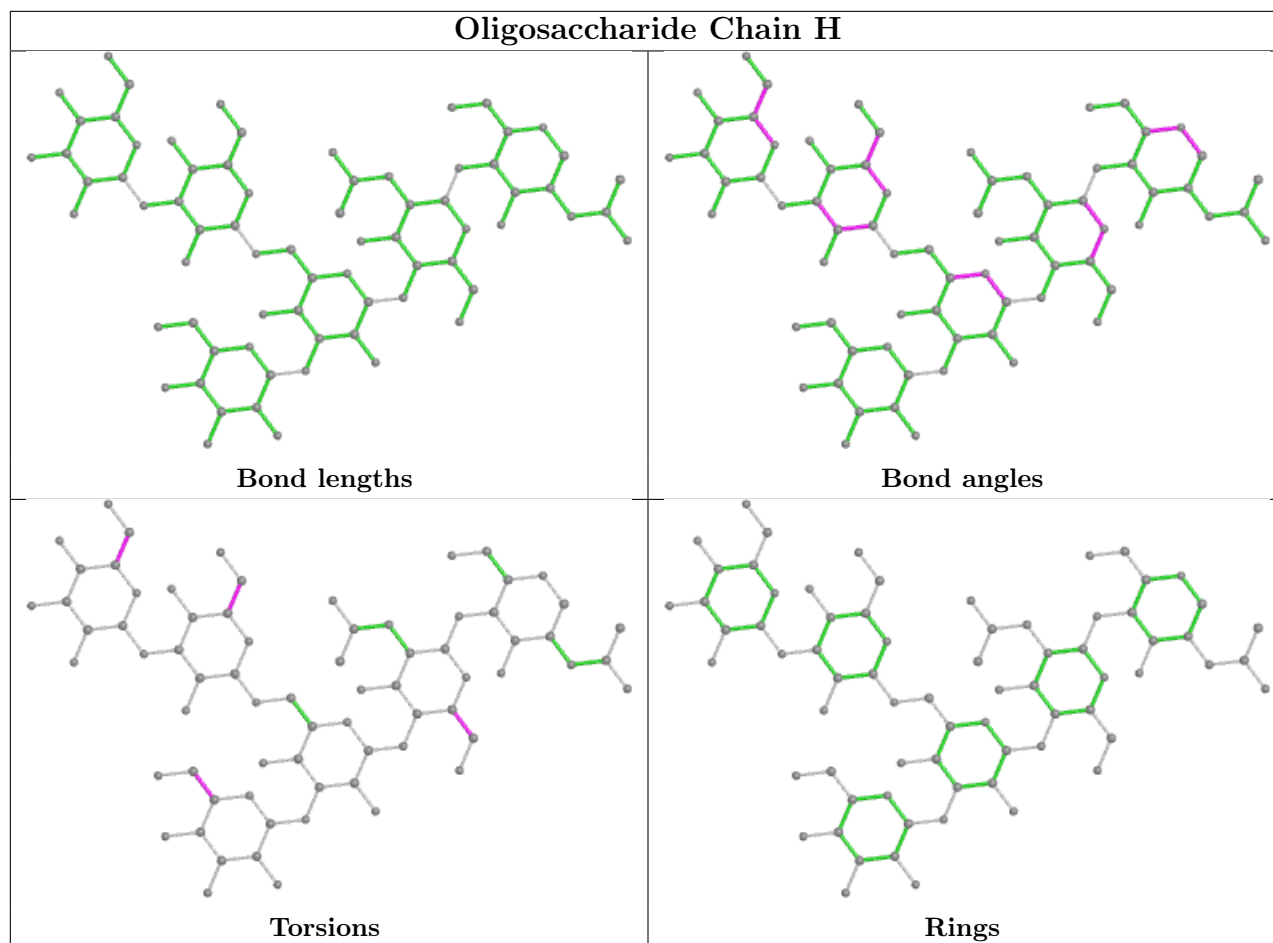 Oligosaccharide Chain H
Bond lengths
Bond angles
Torsions
Rings